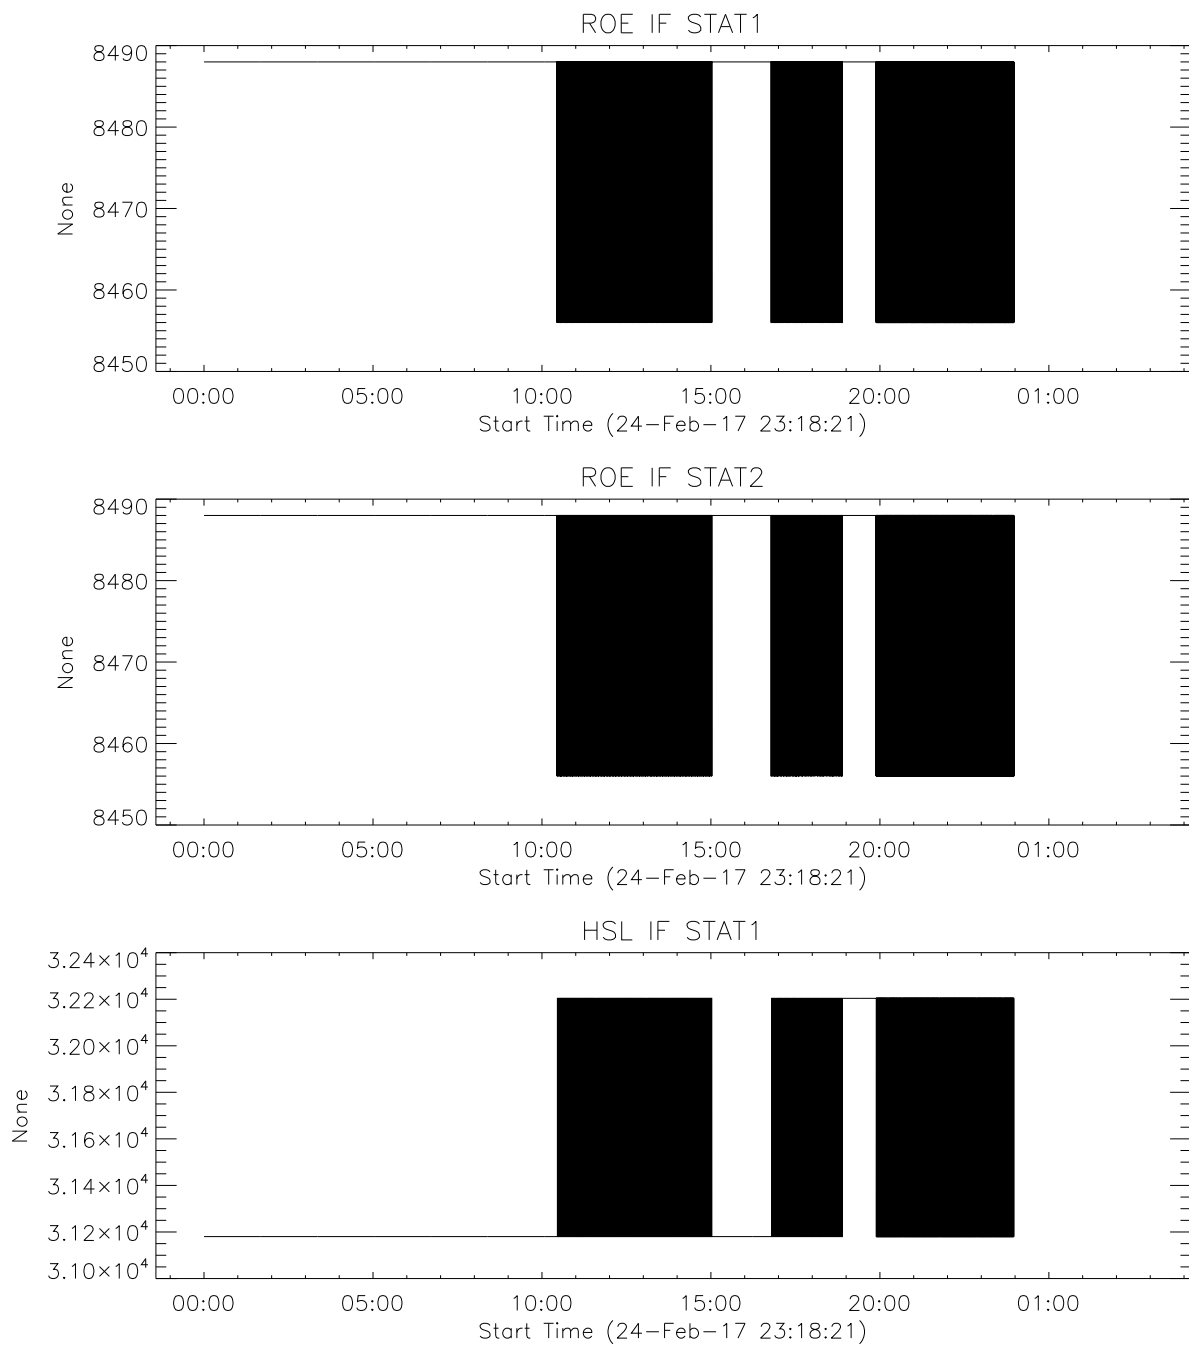 ROE IF STAT1
8490
8480
8470
8460
8450
None
00:00 05:00 10:00 15:00 20:00 01:00
Start Time (24-Feb-17 23:18:21)
ROE IF STAT2
8490
8480
8470
8460
8450
None
00:00 05:00 10:00 15:00 20:00 01:00
Start Time (24-Feb-17 23:18:21)
HSL IF STAT1
3.24×10⁴
3.22×10⁴
3.20×10⁴
3.18×10⁴
3.16×10⁴
3.14×10⁴
3.12×10⁴
3.10×10⁴
None
00:00 05:00 10:00 15:00 20:00 01:00
Start Time (24-Feb-17 23:18:21)